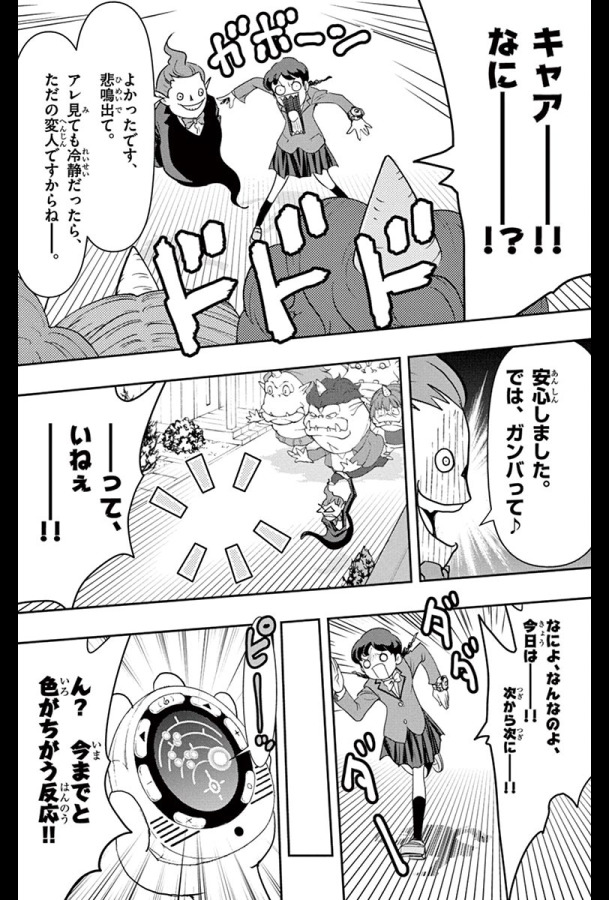 キャア――――!!
なに――――!?
ガボーン
よかったです、
悲鳴出て。
アレ見ても冷静だったら、
ただの変人ですからね――。
ドドド
安心しました。
では、ガンバって♪
――って、
いねぇ
――――!!
なによ、なんなのよ、
今日は――!!
次から次に――!!
ダダダー
ピーッ
ん? 今までと
色がちがう反応!!